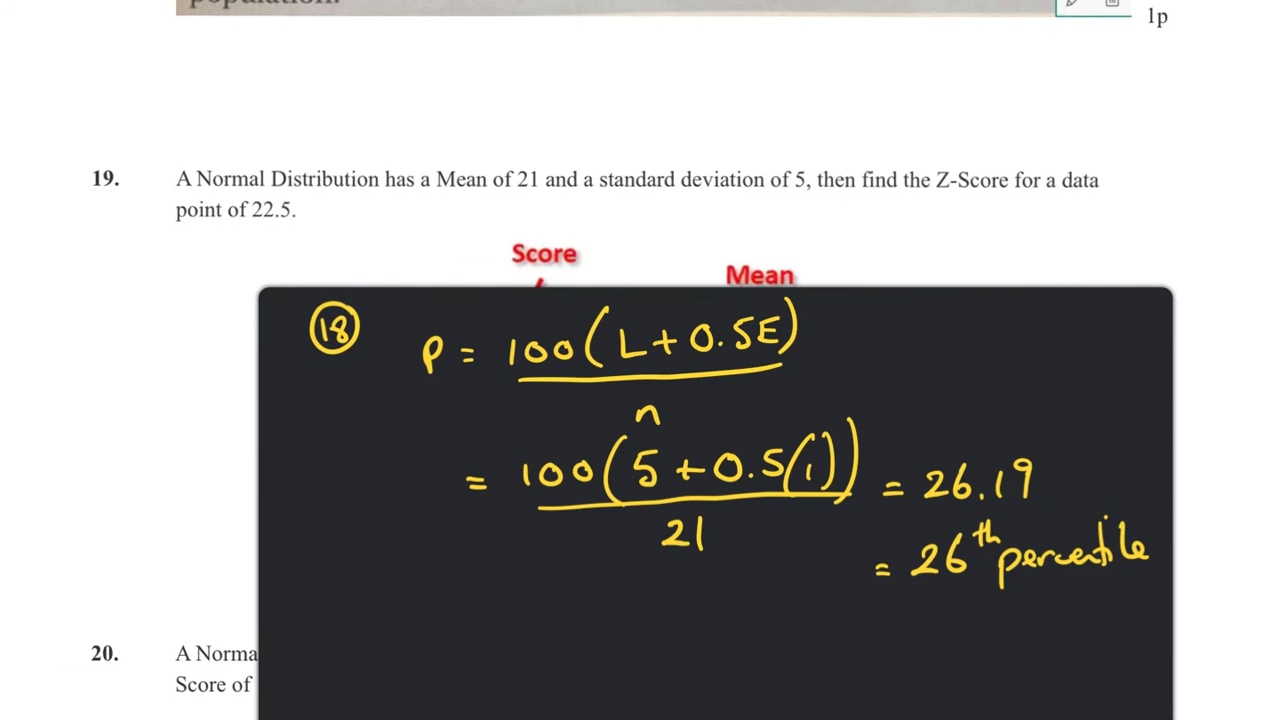 population.
1p
19. A Normal Distribution has a Mean of 21 and a standard deviation of 5, then find the Z-Score for a data
point of 22.5.
Score
Mean
18 P = 100(L+0.5E)
n
= 100(5+0.5(1)) = 26.19
21
= 26th percentile
20. A Norma
Score of